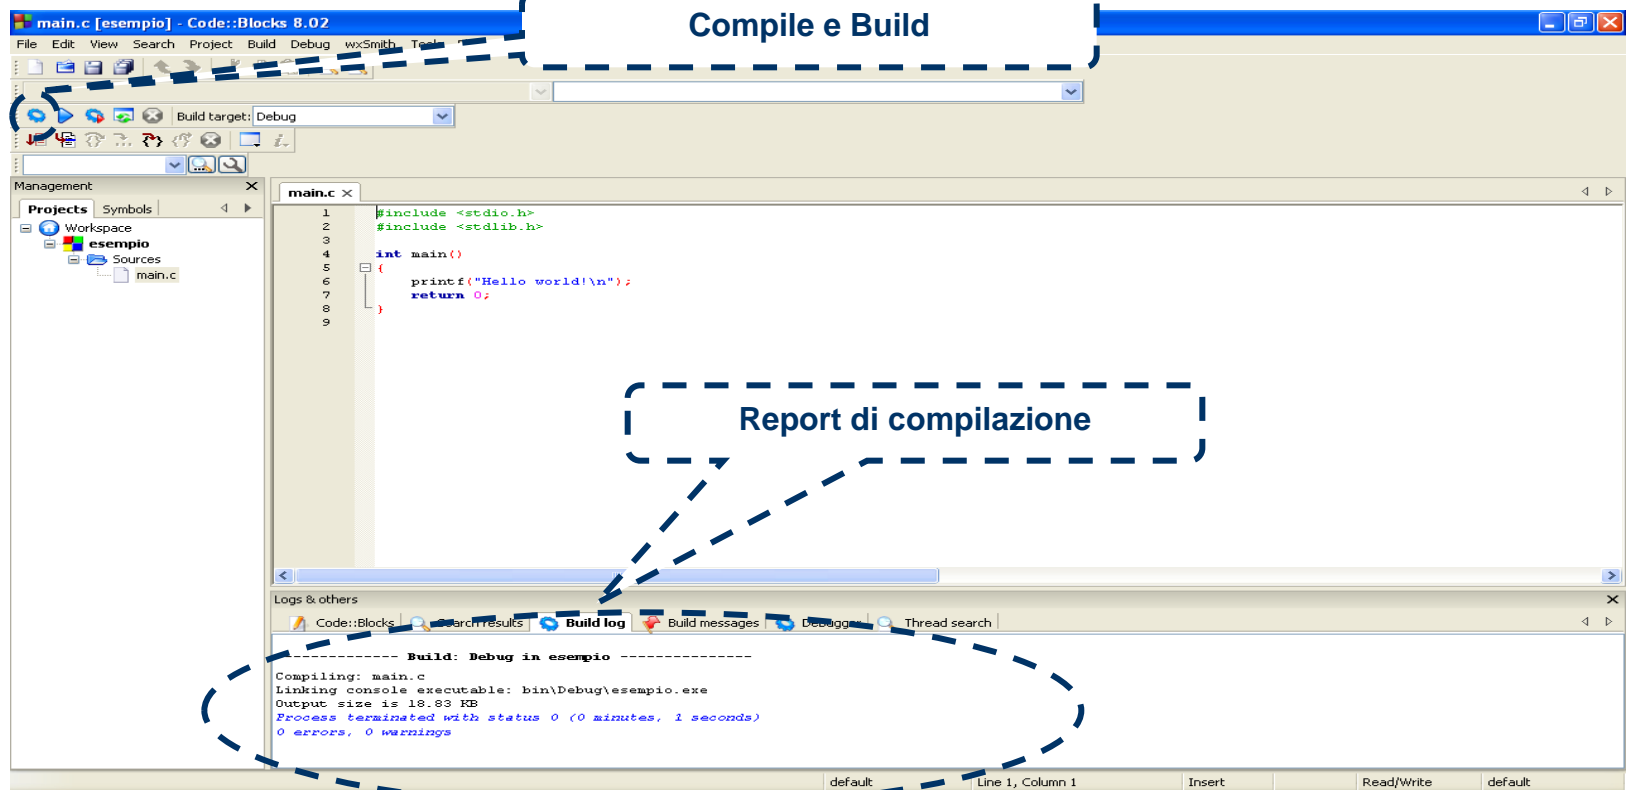 main.c [esempio] - Code::Blocks 8.02
Compile e Build
File Edit View Search Project Build Debug wxSmith Tools
Build target: Debug
Management
main.c
Projects Symbols
Workspace
esempio
Sources
main.c
1 #include <stdio.h>
2 #include <stdlib.h>
3
4 int main()
5 {
6 printf("Hello world!\n");
7 return 0;
8 }
9
Report di compilazione
Logs & others
Code::Blocks Search results Build log Build messages Debugger Thread search
-------------- Build: Debug in esempio ---------------
Compiling: main.c
Linking console executable: bin\Debug\esempio.exe
Output size is 18.83 KB
Process terminated with status 0 (0 minutes, 1 seconds)
0 errors, 0 warnings
default Line 1, Column 1 Insert Read/Write default